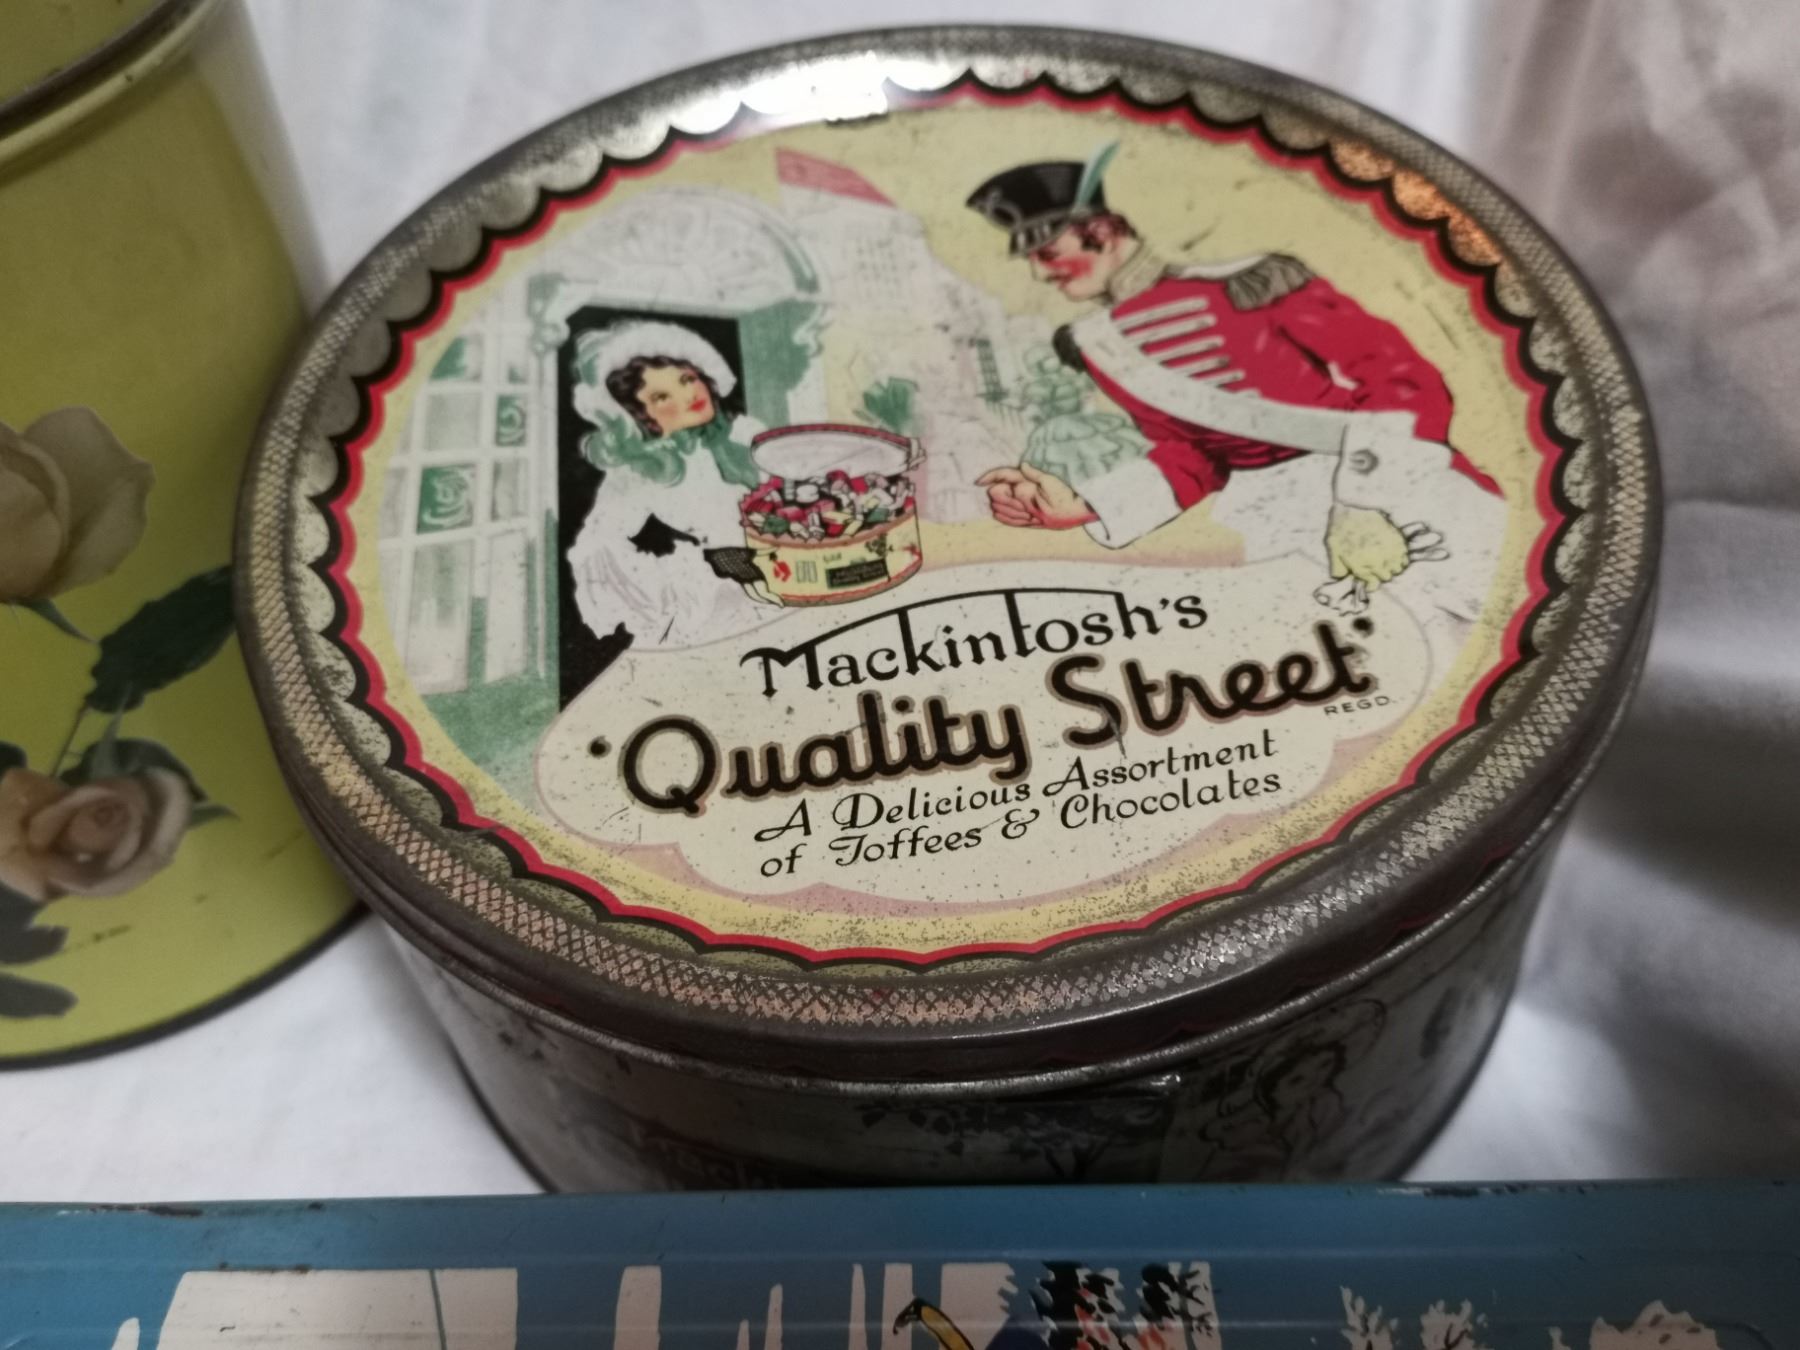 Mackintosh's
'Quality Street'
REGD.
A Delicious Assortment
of Toffees & Chocolates